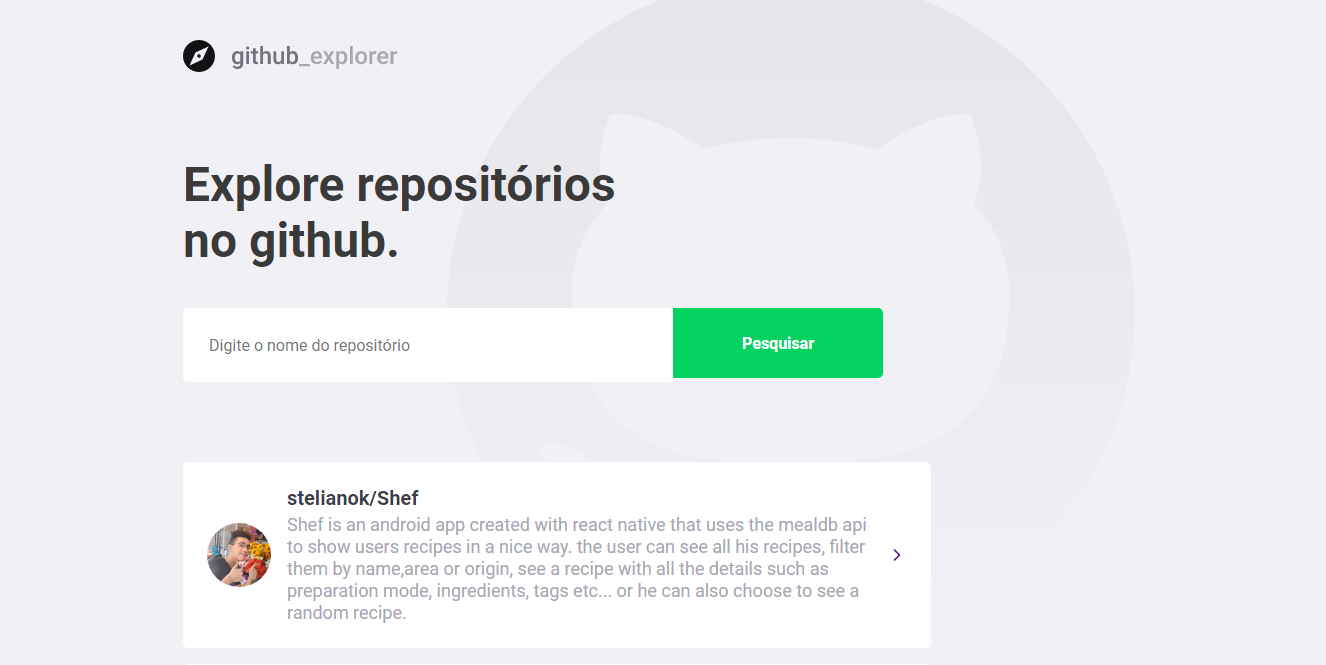 github_explorer
Explore repositórios
no github.
Digite o nome do repositório
Pesquisar
stelianok/Shef
Shef is an android app created with react native that uses the mealdb api
to show users recipes in a nice way. the user can see all his recipes, filter
them by name,area or origin, see a recipe with all the details such as
preparation mode, ingredients, tags etc... or he can also choose to see a
random recipe.